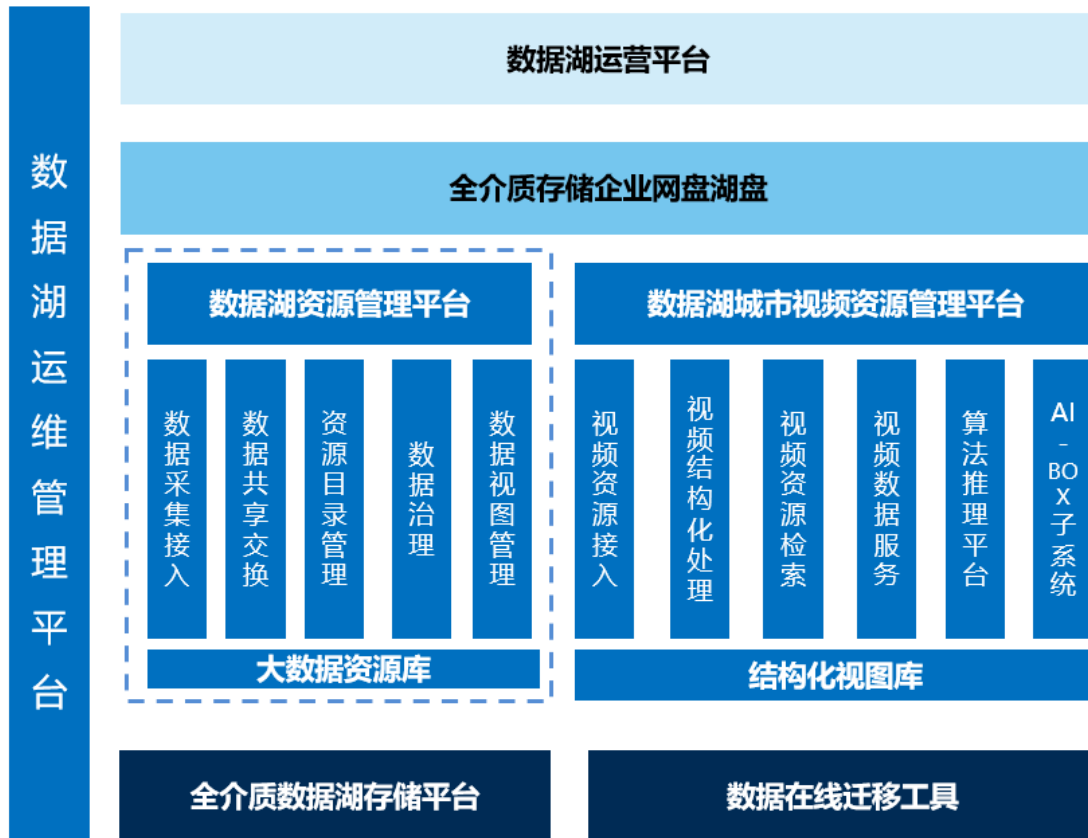 数据湖运维管理平台
数据湖运营平台
全介质存储企业网盘湖盘
数据湖资源管理平台
数据采集接入
数据共享交换
资源目录管理
数据治理
数据视图管理
大数据资源库
数据湖城市视频资源管理平台
视频资源接入
视频结构化处理
视频资源检索
视频数据服务
算法推理平台
AI-BOX子系统
结构化视图库
全介质数据湖存储平台
数据在线迁移工具